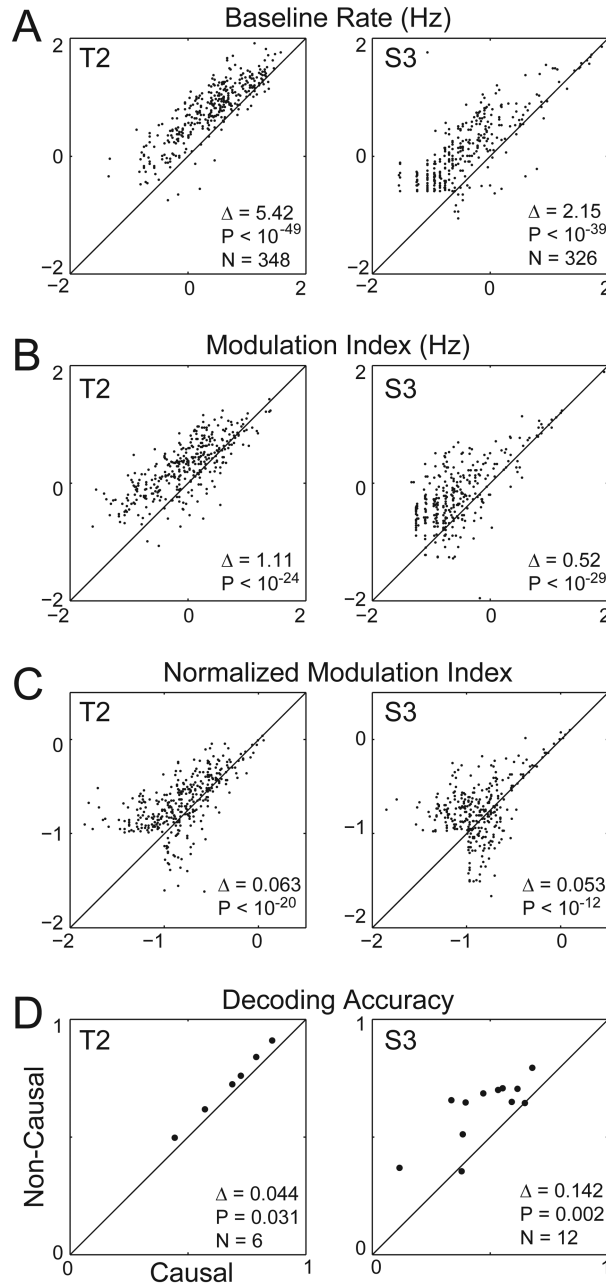 A
Baseline Rate (Hz)
2
T2
0
Δ = 5.42
P < 10-49
N = 348
−2
−2
0
2
2
S3
0
Δ = 2.15
P < 10-39
N = 326
−2
−2
0
2
B
Modulation Index (Hz)
2
T2
0
Δ = 1.11
P < 10-24
−2
−2
0
2
2
S3
0
Δ = 0.52
P < 10-29
−2
−2
0
2
C
Normalized Modulation Index
T2
0
−1
Δ = 0.063
P < 10-20
−2
−2
−1
0
S3
0
−1
Δ = 0.053
P < 10-12
−2
−2
−1
0
D
Decoding Accuracy
1
T2
Non-Causal
Δ = 0.044
P = 0.031
N = 6
0
0
1
Causal
1
S3
Δ = 0.142
P = 0.002
N = 12
0
0
1